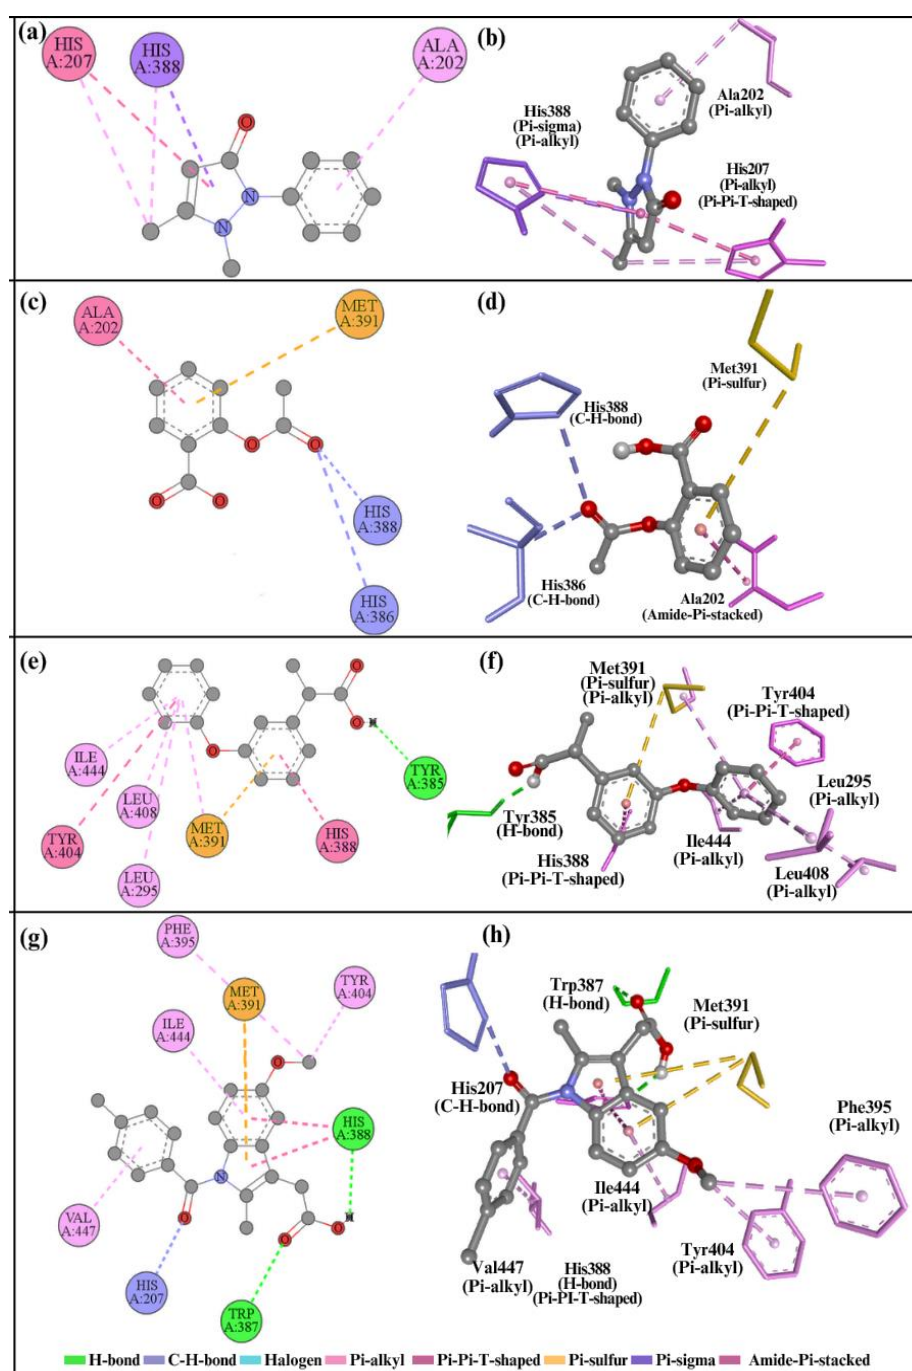 (a)
HIS
A:207
HIS
A:388
ALA
A:202
O
N
N
(b)
Ala202
(Pi-alkyl)
His388
(Pi-sigma)
(Pi-alkyl)
His207
(Pi-alkyl)
(Pi-Pi-T-shaped)
(c)
ALA
A:202
MET
A:391
O
O
O
O
HIS
A:388
HIS
A:386
(d)
Met391
(Pi-sulfur)
His388
(C-H-bond)
His386
(C-H-bond)
Ala202
(Amide-Pi-stacked)
(e)
O
O
O
H
ILE
A:444
LEU
A:408
TYR
A:404
LEU
A:295
MET
A:391
HIS
A:388
TYR
A:385
(f)
Met391
(Pi-sulfur)
(Pi-alkyl)
Tyr404
(Pi-Pi-T-shaped)
Leu295
(Pi-alkyl)
Tyr385
(H-bond)
His388
(Pi-Pi-T-shaped)
Ile444
(Pi-alkyl)
Leu408
(Pi-alkyl)
(g)
PHE
A:395
MET
A:391
TYR
A:404
ILE
A:444
O
HIS
A:388
N
O
O
O
H
VAL
A:447
HIS
A:207
TRP
A:387
(h)
Trp387
(H-bond)
Met391
(Pi-sulfur)
His207
(C-H-bond)
Phe395
(Pi-alkyl)
Ile444
(Pi-alkyl)
Tyr404
(Pi-alkyl)
Val447
(Pi-alkyl)
His388
(H-bond)
(Pi-PI-T-shaped)
H-bond C-H-bond Halogen Pi-alkyl Pi-Pi-T-shaped Pi-sulfur Pi-sigma Amide-Pi-stacked